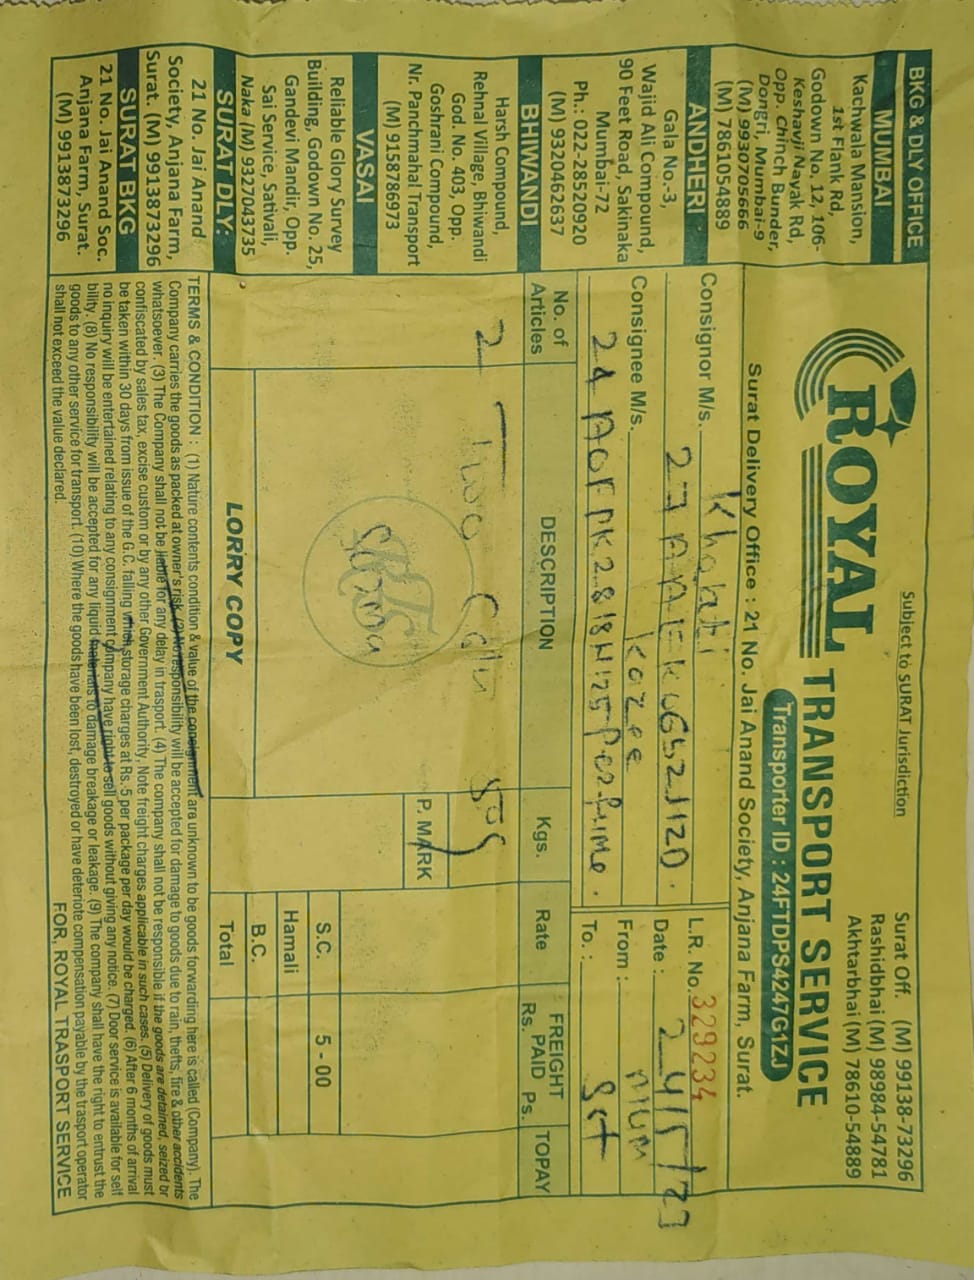 Subject to SURAT Jurisdiction
Surat Off. (M) 99138-73296
Rashidbhai (M) 98984-54781
Akhtarbhai (M) 78610-54889
ROYAL TRANSPORT SERVICE
Transporter ID : 24F1DPS4247G1ZJ
Surat Delivery Office : 21 No. Jai Anand Society, Anjana Farm, Surat.
BKG & DLY OFFICE
MUMBAI
Kachwala Mansion,
1st Flank Rd,
Godown No, 12, 106-
Keshavji Nayak Rd,
Opp. Chinch Bunder,
Dongri, Mumbai-9
(M) 9930705666
(M) 7861054889
ANDHERI
Gala No.-3,
Wajid Ali Compound,
90 Feet Road, Sakinaka
Mumbai-72
Ph.: 022-28520920
(M) 9320462637
BHIWANDI
Harsh Compound,
Rehnal Village, Bhiwandi
God. No. 403, Opp.
Goshrani Compound,
Nr. Panchmahal Transport
(M) 9158786973
VASAI
Reliable Glory Survey
Building, Godown No. 25,
Gandevi Mandir, Opp.
Sai Service, Sativali,
Naka (M) 9327043735
SURAT DLY:
21 No. Jai Anand
Society, Anjana Farm,
Surat. (M) 9913873296
SURAT BKG
21 No. Jai Anand Soc.
Anjana Farm, Surat.
(M) 9913873296
Consignor M/s. Khalati
L.R. No. 329234
Date : 24/5/23
Consignee M/s. Kozee
From : Mum
24AOFPK2818H1Z5 Perfume.
To : Srt
No. of Articles
DESCRIPTION
Kgs.
Rate
FREIGHT
Rs. PAID Ps.
TOPAY
2
Two Ctn
505
P. MARK
S.C. 5-00
Hamali
B.C.
Total
LORRY COPY
TERMS & CONDITION : (1) Nature contents condition & value of the consignment are unknown to be goods forwarding here is called (Company). The
Company carries the goods as packed at owner's risk. (2) No responsibility will be accepted for damage to goods due to train, thefts, fire & other accidents
whatsoever. (3) The Company shall not be liable for any delay in trasport. (4) The company shall not be responsible if the goods are detained, seized or
confiscated by sales tax, excise custom or by any other Government Authority, Note freight charges applicable in such cases. (5) Delivery of goods must
be taken within 30 days from issue of the G.C. falling which storage charges at Rs. 5 per package per day would be charged. (6) After 6 months of arrival
no inquiry will be entertained relating to any consignment company have right to sell goods without giving any notice. (7) Door service is available for self
bility. (8) No responsibility will be accepted for any liquid materials to damage breakage or leakage. (9) The company shall have the right to entrust the
goods to any other service for transport. (10) Where the goods have been lost, destroyed or have deteriote compensation payable by the trasport operator
shall not exceed the value declared.
FOR, ROYAL TRASPORT SERVICE